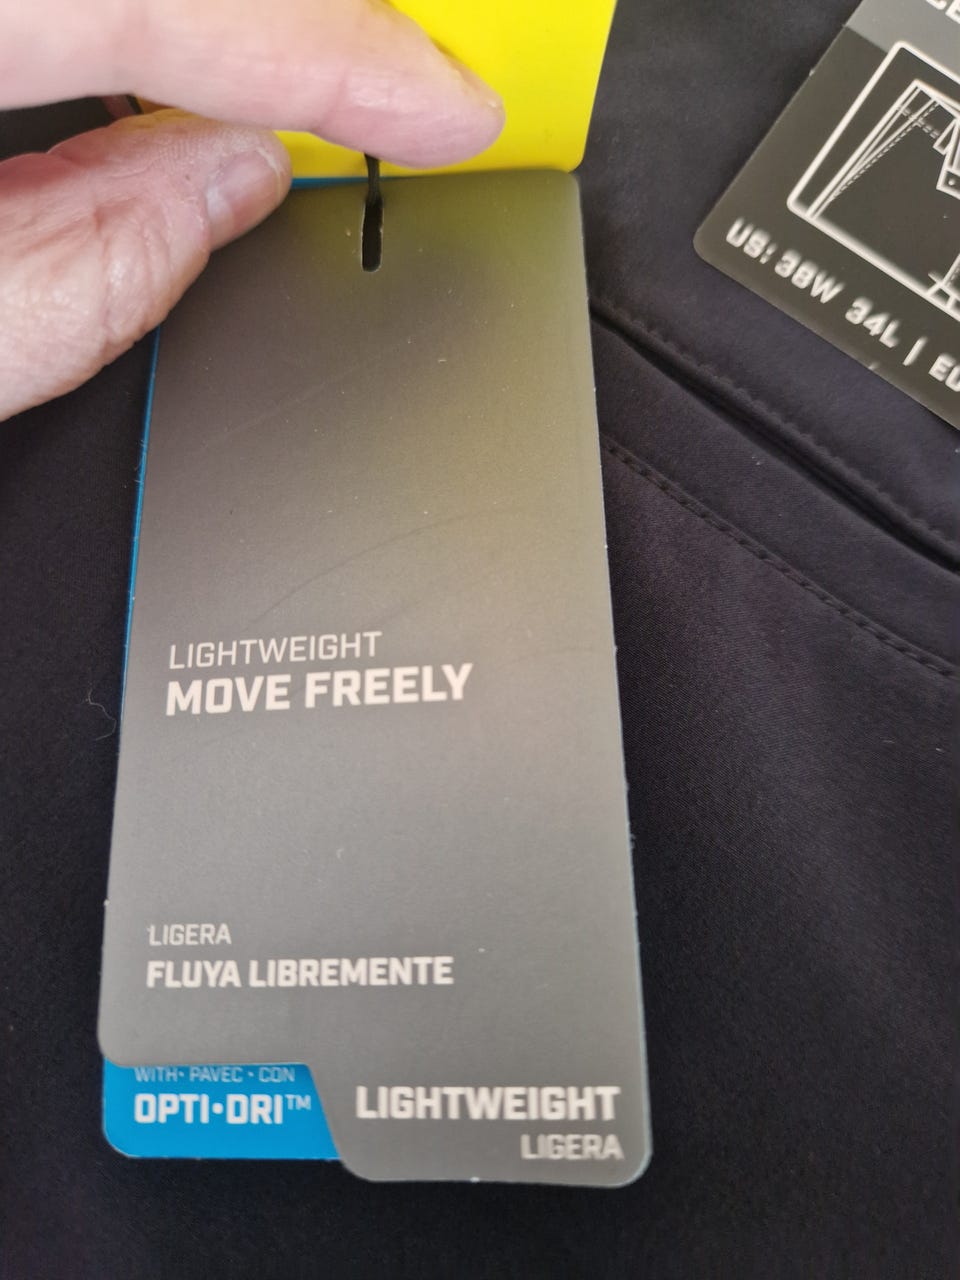 US: 38W 34L | EU
LIGHTWEIGHT
MOVE FREELY
LIGERA
FLUYA LIBREMENTE
WITH • PAVEC • CON
OPTI•DRI™
LIGHTWEIGHT
LIGERA